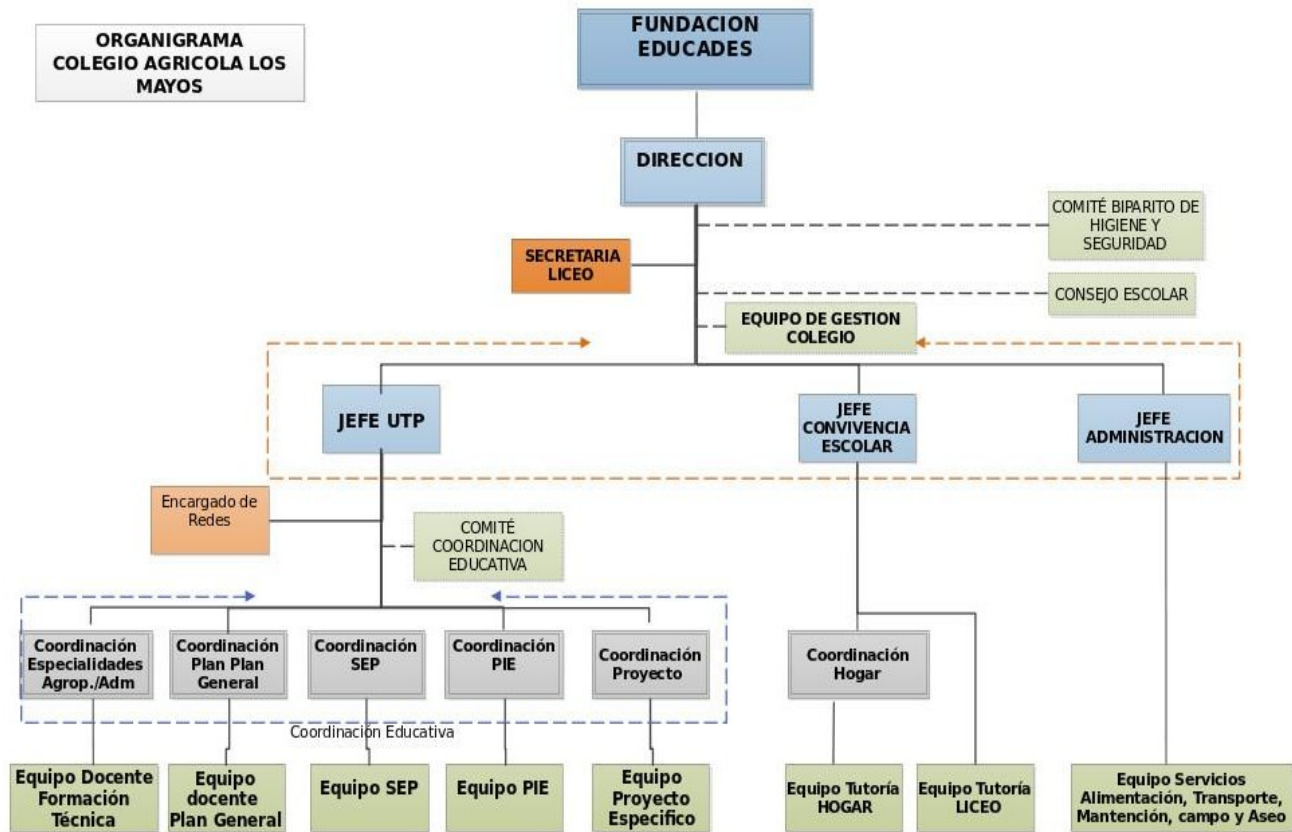 ORGANIGRAMA
COLEGIO AGRICOLA LOS
MAYOS
FUNDACION
EDUCADES
DIRECCION
COMITÉ BIPARITO DE
HIGIENE Y
SEGURIDAD
SECRETARIA
LICEO
CONSEJO ESCOLAR
EQUIPO DE GESTION
COLEGIO
JEFE UTP
JEFE
CONVIVENCIA
ESCOLAR
JEFE
ADMINISTRACION
Encargado de
Redes
COMITÉ
COORDINACION
EDUCATIVA
Coordinación
Especialidades
Agrop./Adm
Coordinación
Plan Plan
General
Coordinación
SEP
Coordinación
PIE
Coordinación
Proyecto
Coordinación
Hogar
Coordinación Educativa
Equipo Docente
Formación
Técnica
Equipo
docente
Plan General
Equipo SEP
Equipo PIE
Equipo
Proyecto
Especifico
Equipo Tutoría
HOGAR
Equipo Tutoría
LICEO
Equipo Servicios
Alimentación, Transporte,
Mantención, campo y Aseo